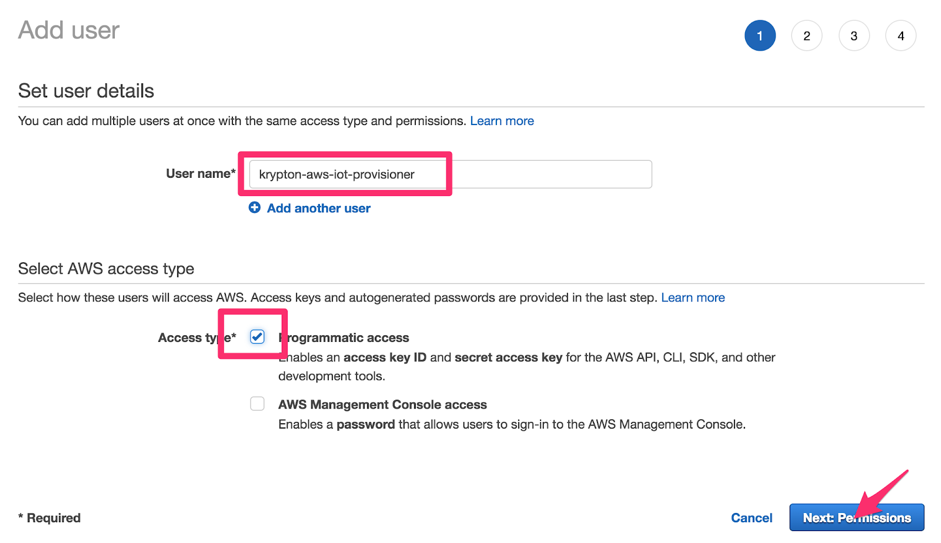 Add user
1 2 3 4
Set user details
You can add multiple users at once with the same access type and permissions. Learn more
User name* krypton-aws-iot-provisioner
Add another user
Select AWS access type
Select how these users will access AWS. Access keys and autogenerated passwords are provided in the last step. Learn more
Access type* Programmatic access
Enables an access key ID and secret access key for the AWS API, CLI, SDK, and other
development tools.
AWS Management Console access
Enables a password that allows users to sign-in to the AWS Management Console.
* Required
Cancel Next: Permissions